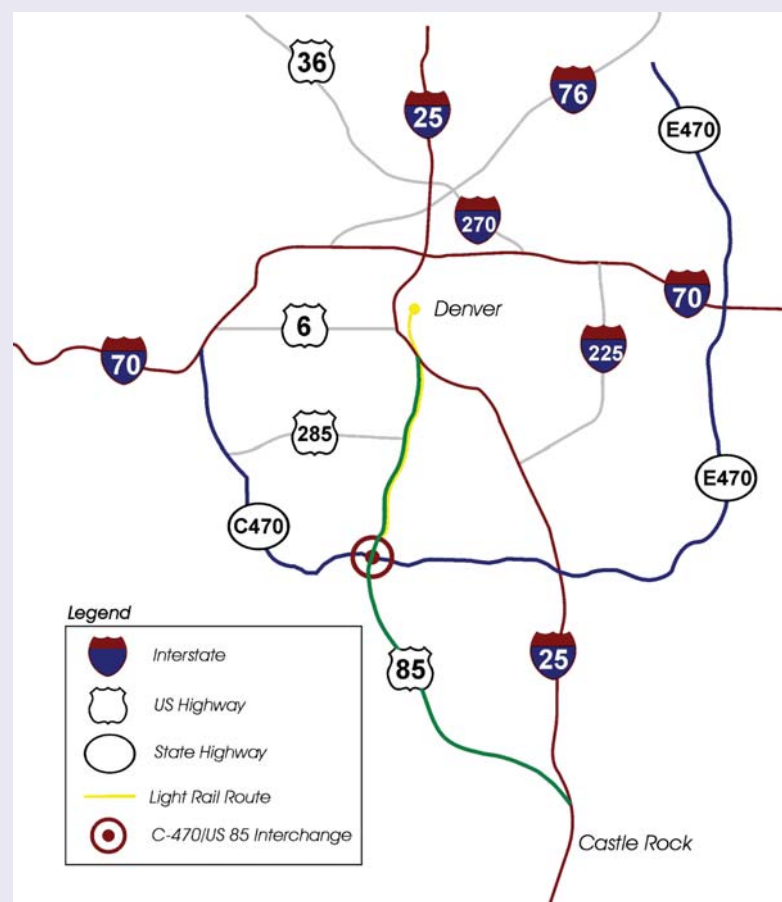 36
25
76
E470
270
70
Denver
6
225
70
285
E470
C470
85
25
Legend
Interstate
US Highway
State Highway
Light Rail Route
C-470/US 85 Interchange
Castle Rock